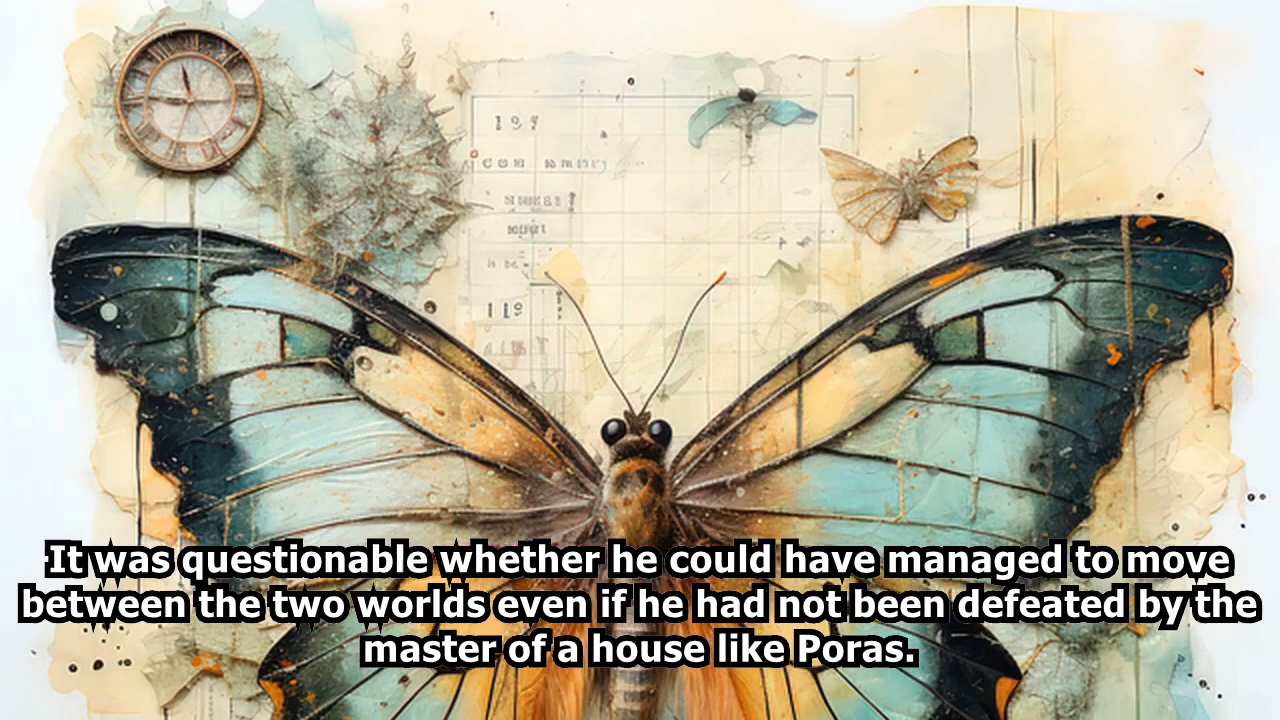 It was questionable whether he could have managed to move
between the two worlds even if he had not been defeated by the
master of a house like Poras.